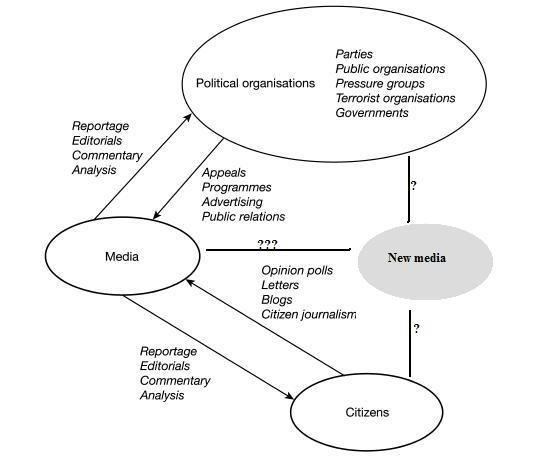 Parties
Political organisations
Public organisations
Pressure groups
Terrorist organisations
Governments
Reportage
Editorials
Commentary
Analysis
Appeals
Programmes
Advertising
Public relations
?
???
Media
New media
Opinion polls
Letters
Blogs
Citizen journalism
?
Reportage
Editorials
Commentary
Analysis
Citizens